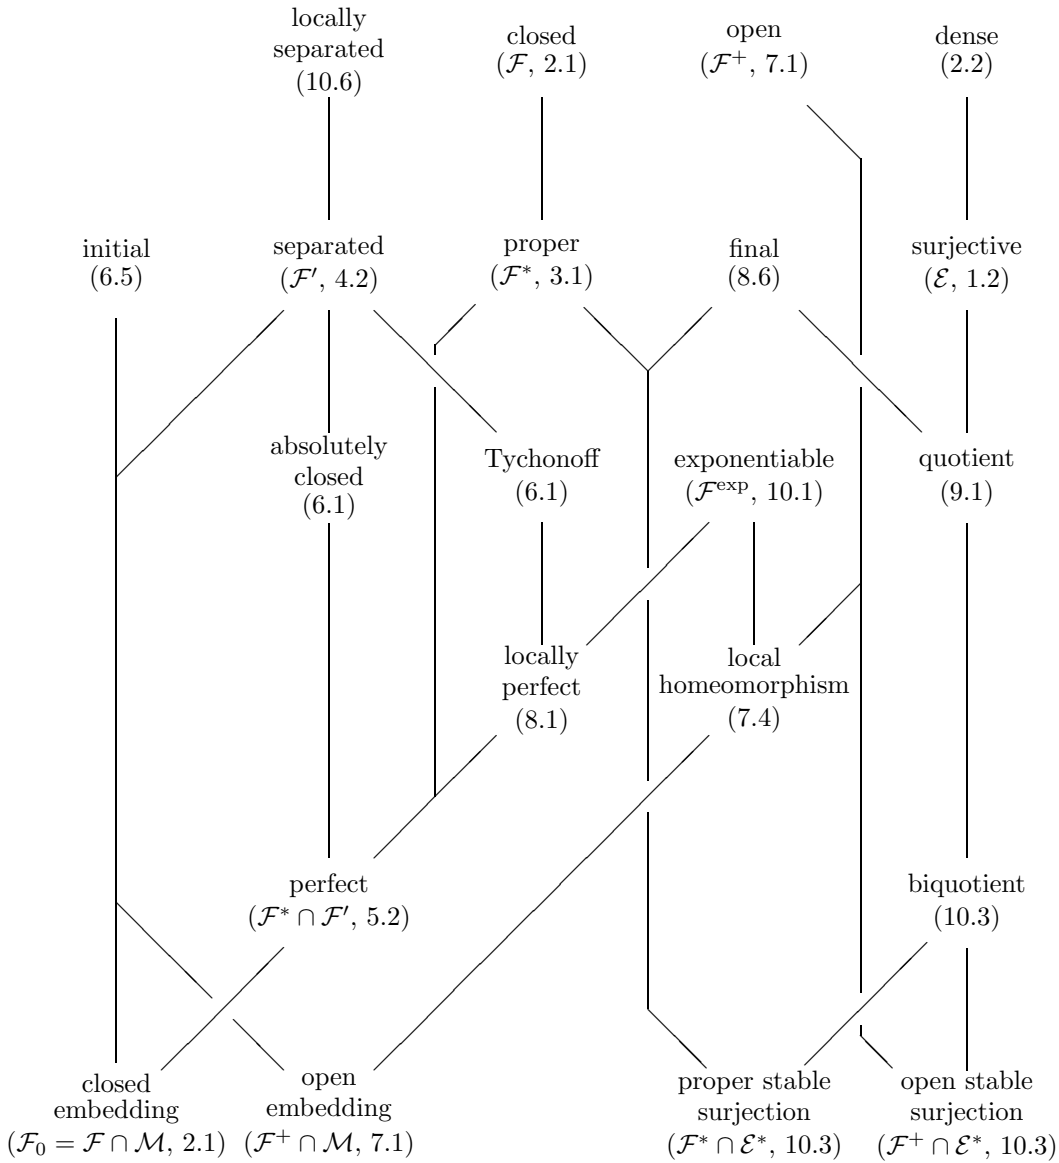 locally
separated
(10.6)
closed
(ℱ, 2.1)
open
(ℱ⁺, 7.1)
dense
(2.2)
initial
(6.5)
separated
(ℱ′, 4.2)
proper
(ℱ*, 3.1)
final
(8.6)
surjective
(ℰ, 1.2)
absolutely
closed
(6.1)
Tychonoff
(6.1)
exponentiable
(ℱ^exp, 10.1)
quotient
(9.1)
locally
perfect
(8.1)
local
homeomorphism
(7.4)
perfect
(ℱ* ∩ ℱ′, 5.2)
biquotient
(10.3)
closed
embedding
(ℱ₀ = ℱ ∩ ℳ, 2.1)
open
embedding
(ℱ⁺ ∩ ℳ, 7.1)
proper stable
surjection
(ℱ* ∩ ℰ*, 10.3)
open stable
surjection
(ℱ⁺ ∩ ℰ*, 10.3)